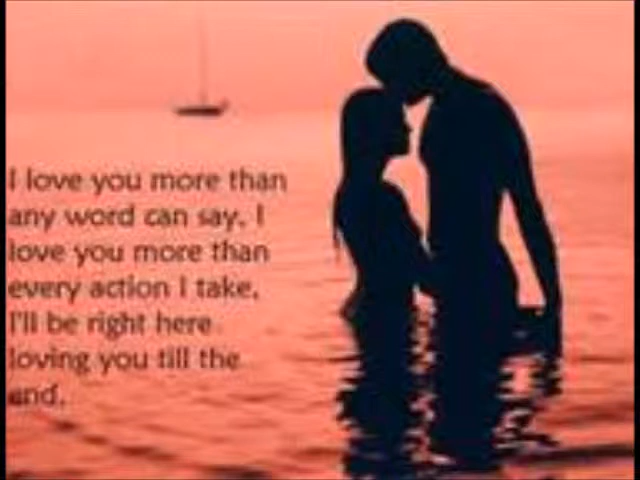 I love you more than
any word can say, I
love you more than
every action I take,
I'll be right here
loving you till the
end.